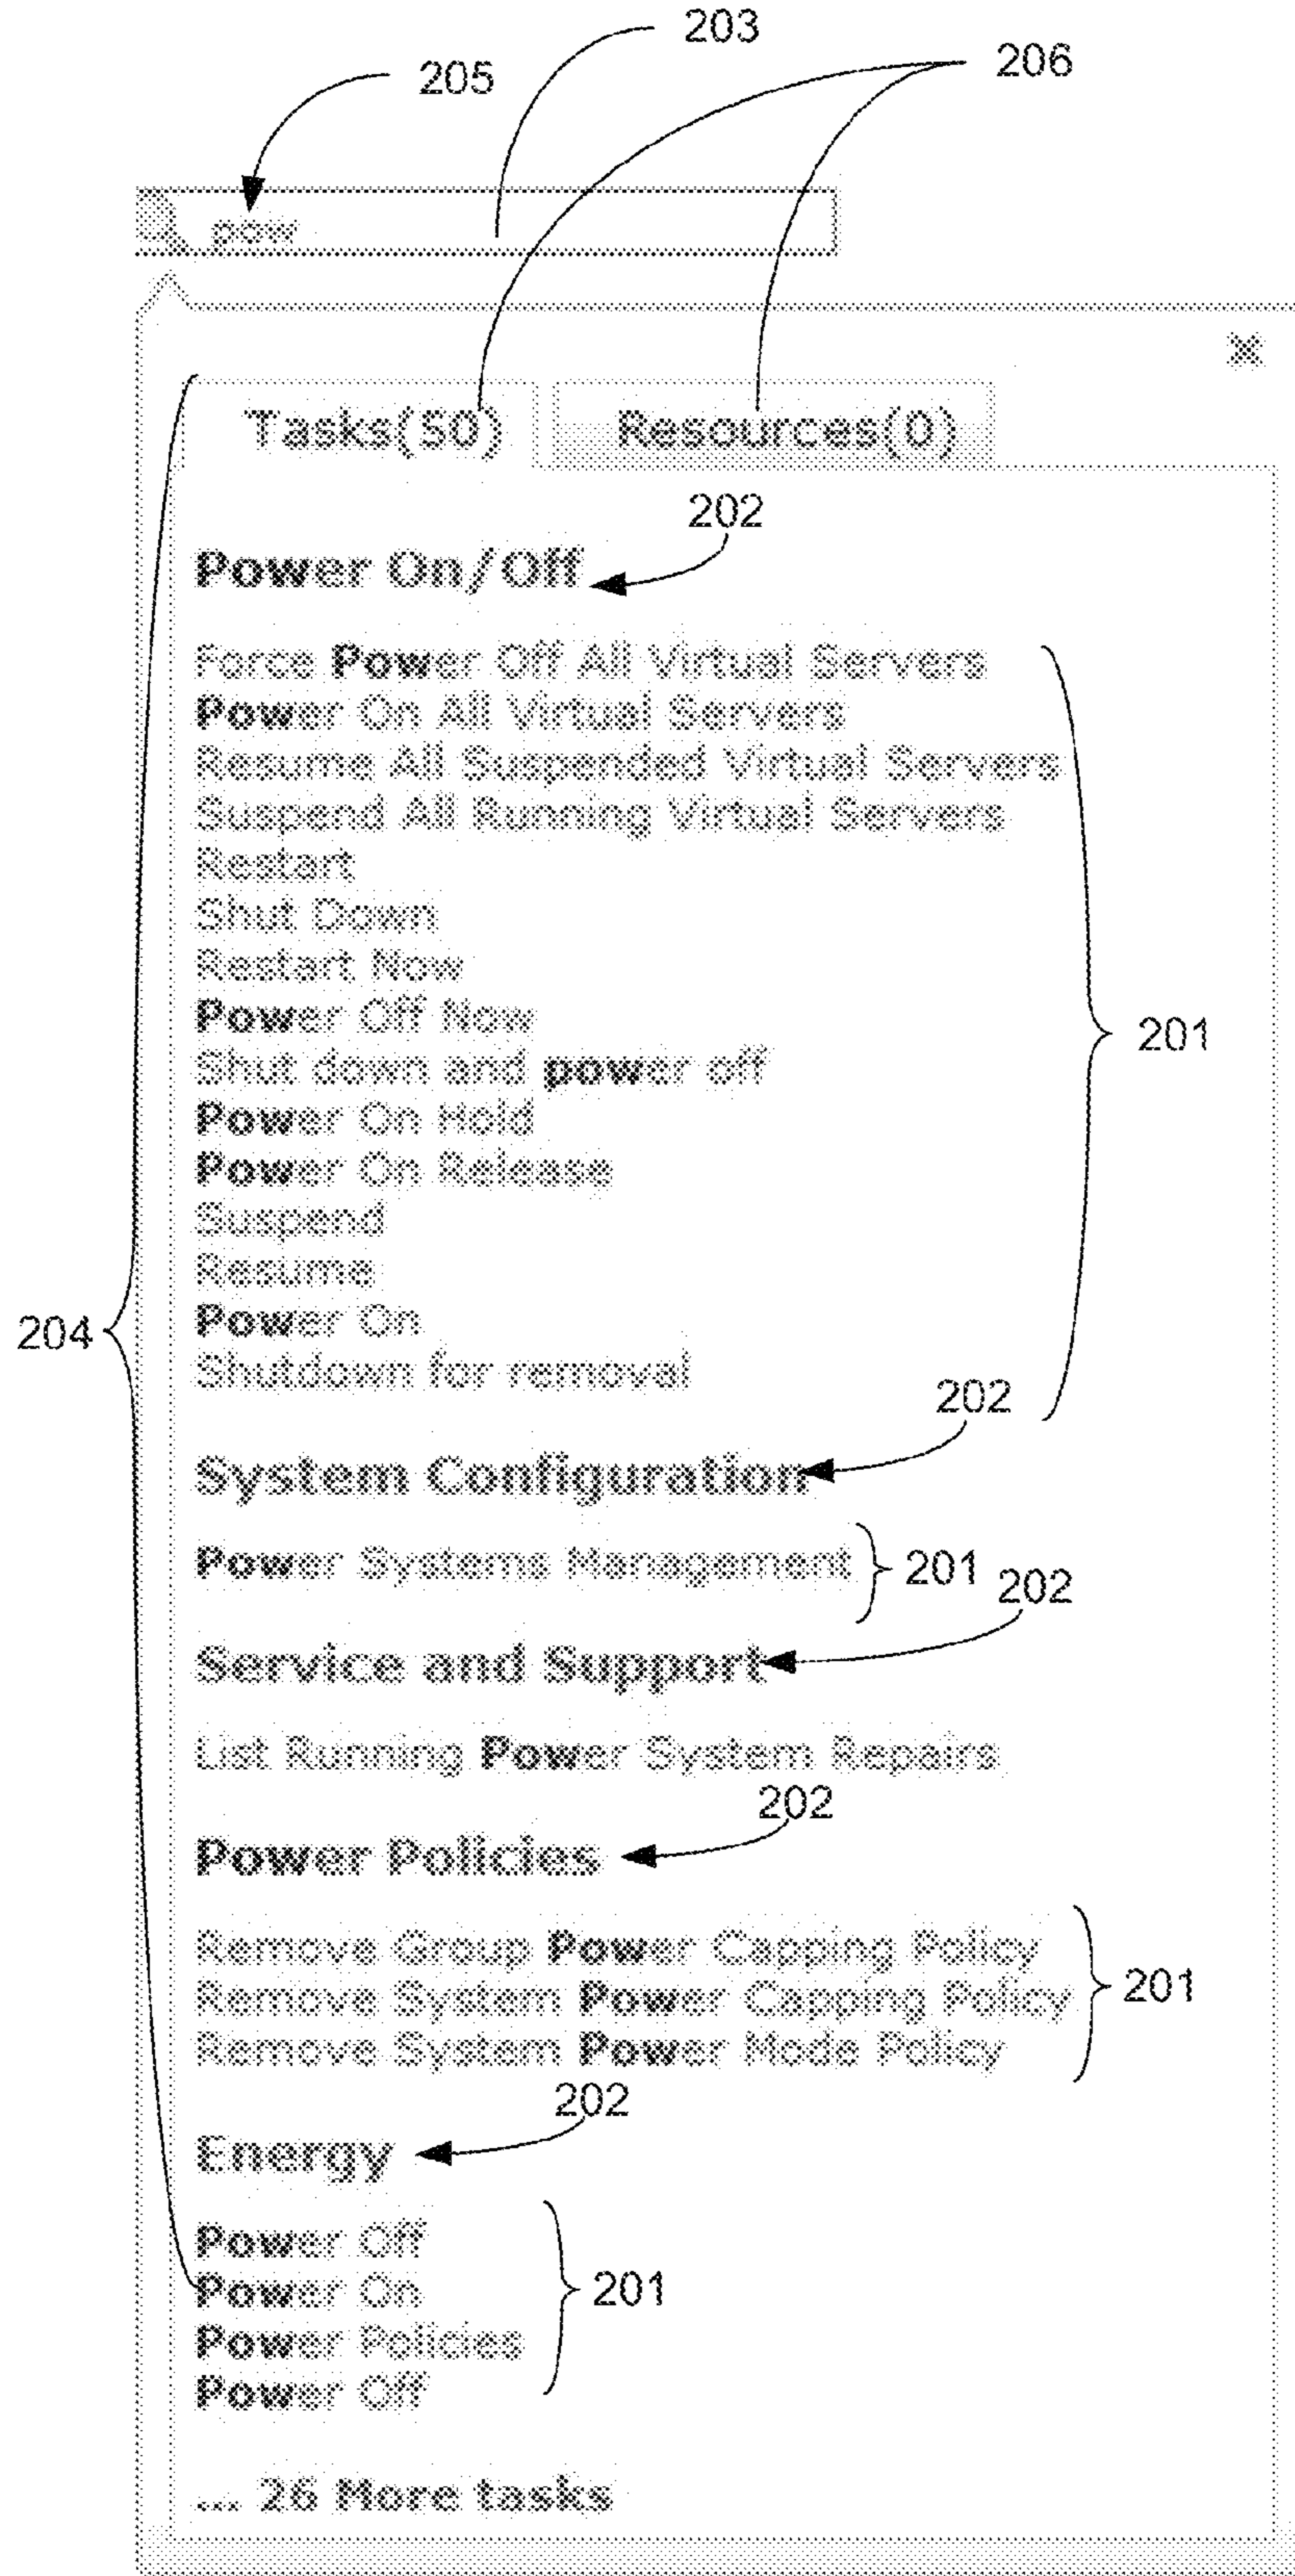 203
205
206
pow
Tasks(50) Resources(0)
202
Power On/Off
Force Power Off All Virtual Servers
Power On All Virtual Servers
Resume All Suspended Virtual Servers
Suspend All Running Virtual Servers
Restart
Shut Down
Restart Now
Power Off Now
201
Shut down and power off
Power On Hold
Power On Release
Suspend
Resume
Power On
204
Shutdown for removal
202
System Configuration
Power Systems Management 201
202
Service and Support
List Running Power System Repairs
202
Power Policies
Remove Group Power Capping Policy
Remove System Power Capping Policy 201
Remove System Power Mode Policy
202
Energy
Power Off
Power On 201
Power Policies
Power Off
... 26 More tasks